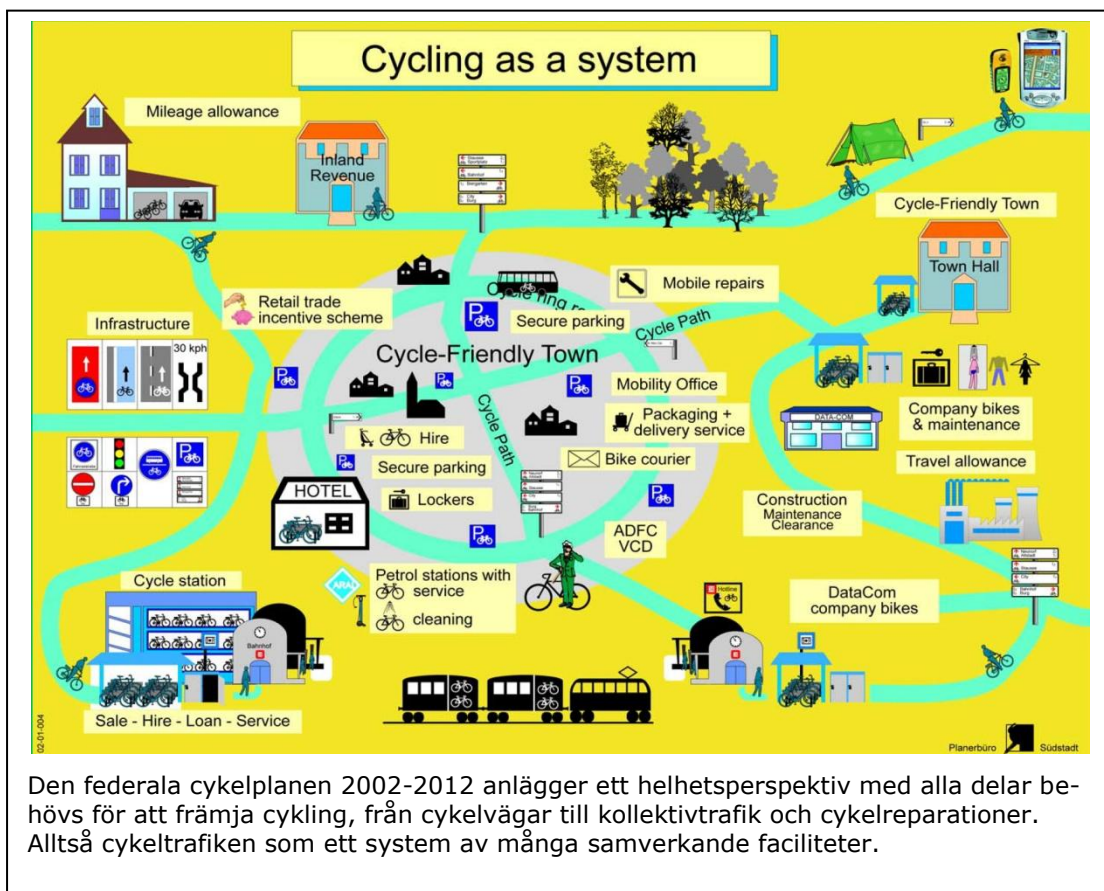 Cycling as a system
Mileage allowance
Inland
Revenue
Cycle-Friendly Town
Town Hall
Retail trade
incentive scheme
Infrastructure
30 kph
Cycle ring
Mobile repairs
Secure parking
Cycle Path
Cycle-Friendly Town
Mobility Office
Packaging +
delivery service
Hire
Cycle Path
Bike courier
Secure parking
Lockers
HOTEL
DATA-COM
Company bikes
& maintenance
Travel allowance
Construction
Maintenance
Clearance
ADFC
VCD
ARAL
Petrol stations with
service
cleaning
Cycle station
Bahnhof
Hotline
DataCom
company bikes
Sale - Hire - Loan - Service
02-01-004
Planerbüro Südstadt
Den federala cykelplanen 2002-2012 anlägger ett helhetsperspektiv med alla delar be-
hövs för att främja cykling, från cykelvägar till kollektivtrafik och cykelreparationer.
Alltså cykeltrafiken som ett system av många samverkande faciliteter.